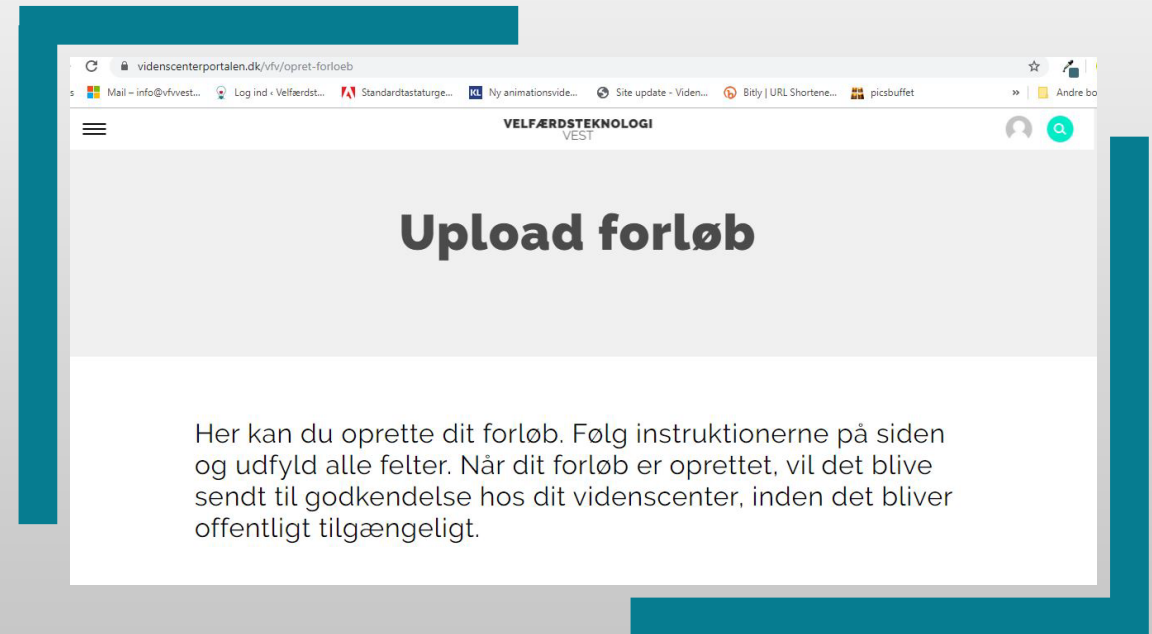 videnscenterportalen.dk/vfv/opret-forloeb
s Mail – info@vfvvest... Log ind ‹ Velfærdst... Standardtastaturge... KL Ny animationsvide... Site update - Viden... Bitly | URL Shortene... picsbuffet » Andre bo
VELFÆRDSTEKNOLOGI
VEST
Upload forløb
Her kan du oprette dit forløb. Følg instruktionerne på siden
og udfyld alle felter. Når dit forløb er oprettet, vil det blive
sendt til godkendelse hos dit videnscenter, inden det bliver
offentligt tilgængeligt.